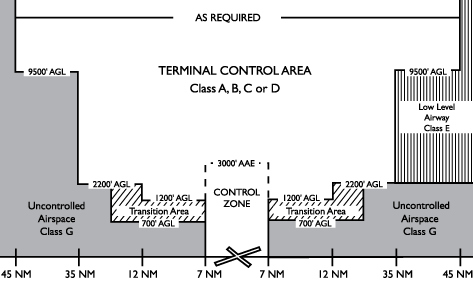 AS REQUIRED
9500' AGL
TERMINAL CONTROL AREA
Class A, B, C or D
9500' AGL
Low Level
Airway
Class E
3000' AAE
2200' AGL
2200' AGL
1200' AGL
CONTROL
ZONE
1200' AGL
Uncontrolled
Airspace
Class G
Transition Area
Transition Area
Uncontrolled
Airspace
Class G
700' AGL
700' AGL
45 NM 35 NM 12 NM 7 NM 7 NM 12 NM 35 NM 45 NM